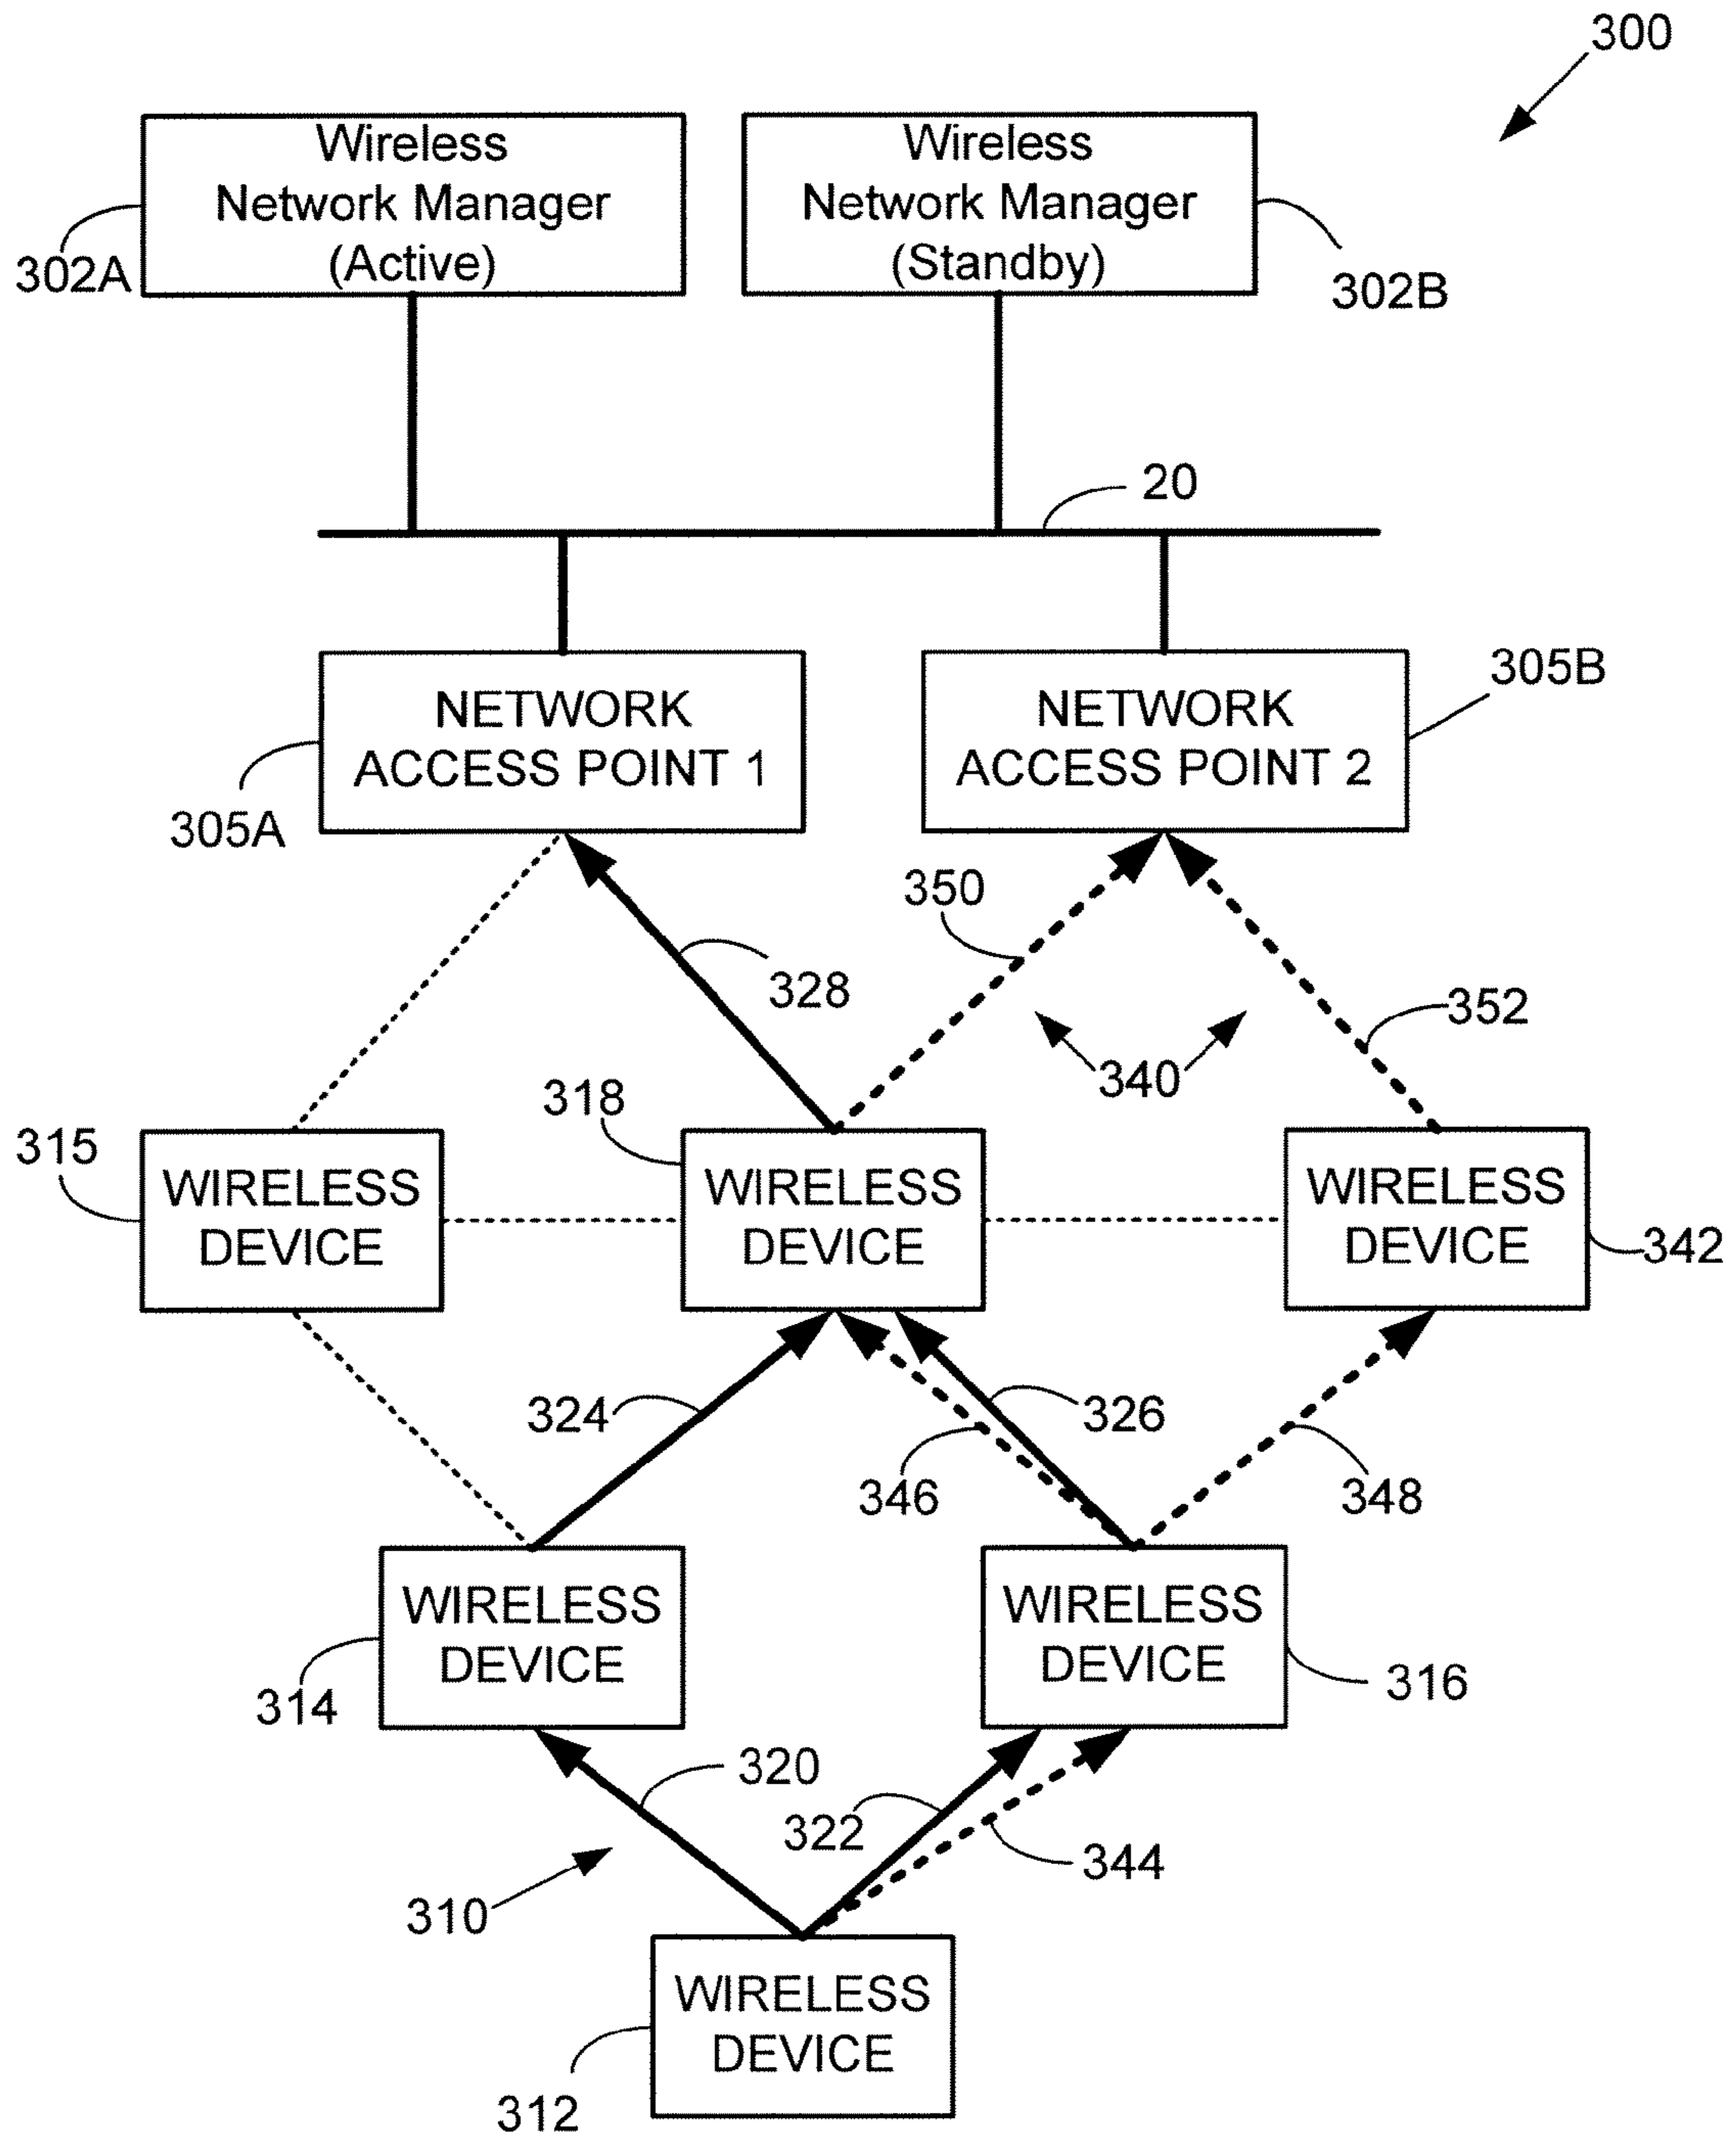 300
Wireless
Network Manager
(Active)
Wireless
Network Manager
(Standby)
302A
302B
20
NETWORK
ACCESS POINT 1
NETWORK
ACCESS POINT 2
305B
305A
350
328
352
340
318
315
WIRELESS
DEVICE
WIRELESS
DEVICE
WIRELESS
DEVICE
342
324
326
346
348
WIRELESS
DEVICE
WIRELESS
DEVICE
314
316
320
322
344
310
WIRELESS
DEVICE
312